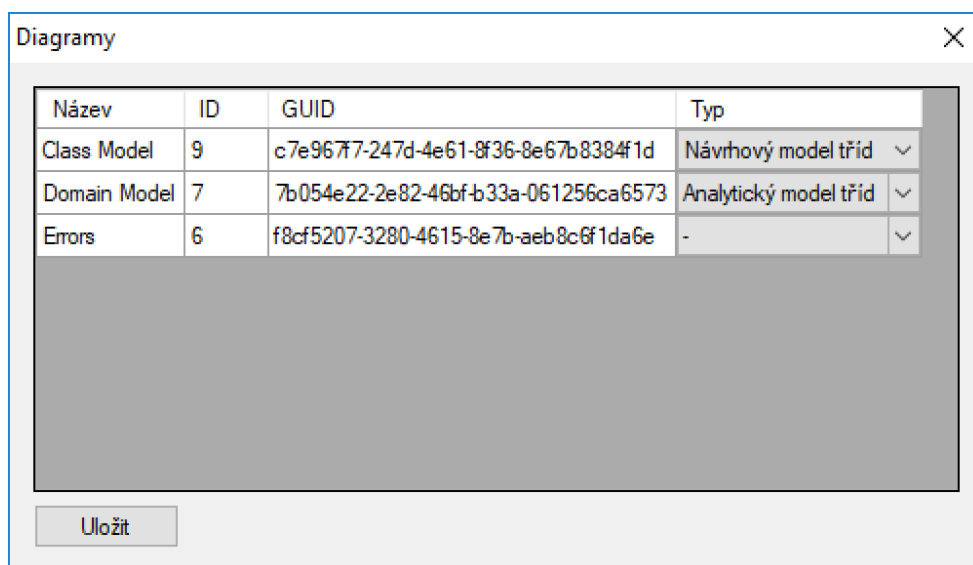 Diagramy
Název ID GUID Typ
Class Model 9 c7e967f7-247d-4e61-8f36-8e67b8384f1d Návrhový model tříd
Domain Model 7 7b054e22-2e82-46bf-b33a-061256ca6573 Analytický model tříd
Errors 6 f8cf5207-3280-4615-8e7b-aeb8c6f1da6e -
Uložit